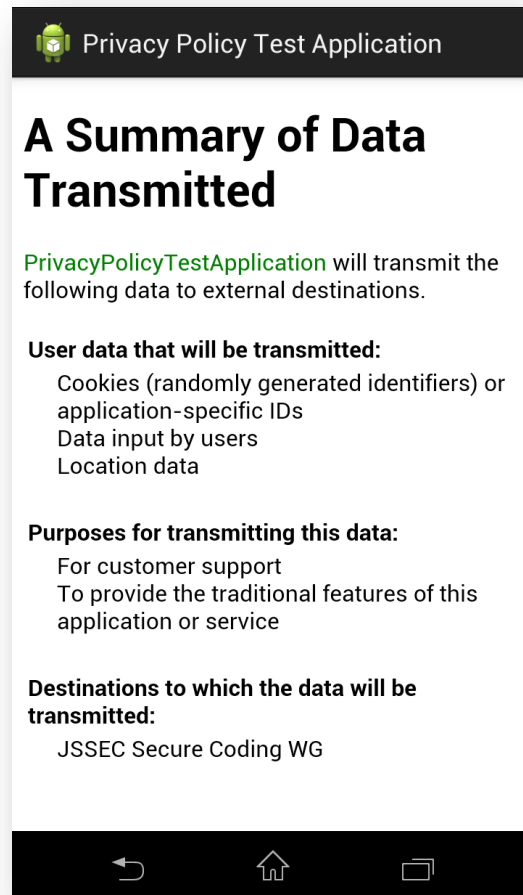 Privacy Policy Test Application
A Summary of Data
Transmitted
PrivacyPolicyTestApplication will transmit the
following data to external destinations.
User data that will be transmitted:
Cookies (randomly generated identifiers) or
application-specific IDs
Data input by users
Location data
Purposes for transmitting this data:
For customer support
To provide the traditional features of this
application or service
Destinations to which the data will be
transmitted:
JSSEC Secure Coding WG